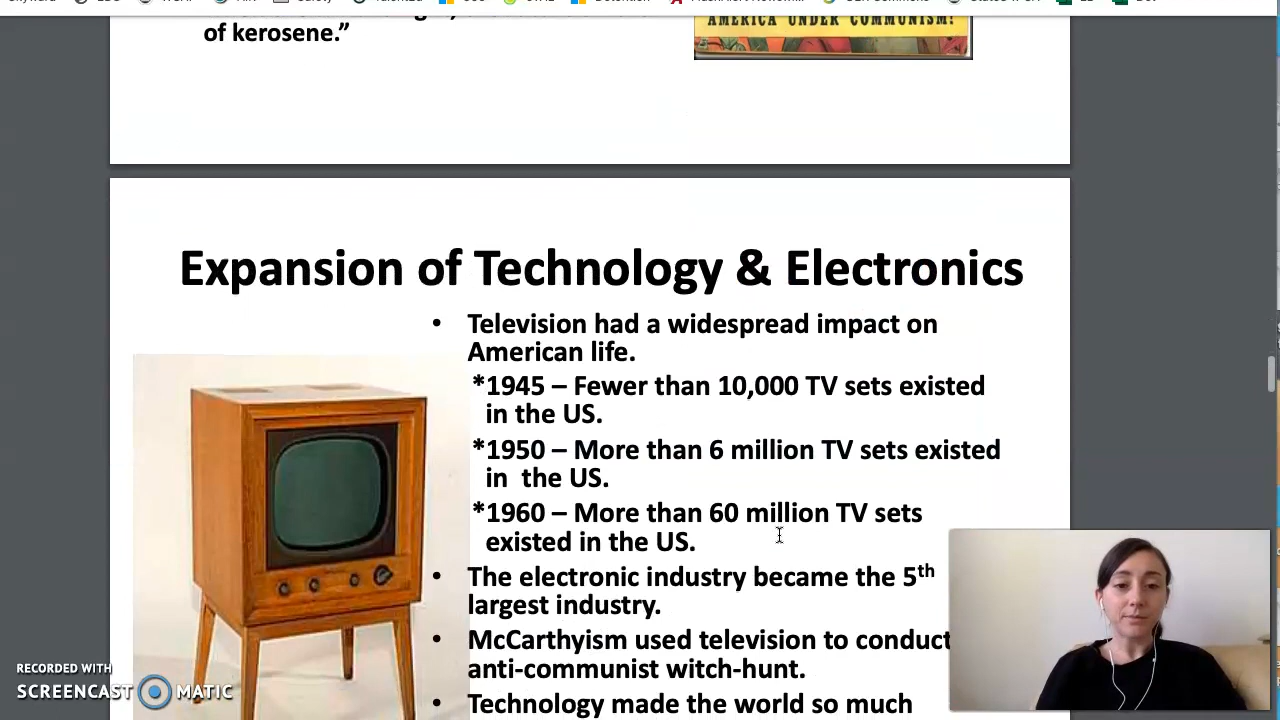 of kerosene.”
AMERICA UNDER COMMUNISM!
Expansion of Technology & Electronics
• Television had a widespread impact on
American life.
*1945 – Fewer than 10,000 TV sets existed
in the US.
*1950 – More than 6 million TV sets existed
in the US.
*1960 – More than 60 million TV sets
existed in the US.
• The electronic industry became the 5th
largest industry.
• McCarthyism used television to conduct
anti-communist witch-hunt.
• Technology made the world so much
RECORDED WITH
SCREENCAST MATIC